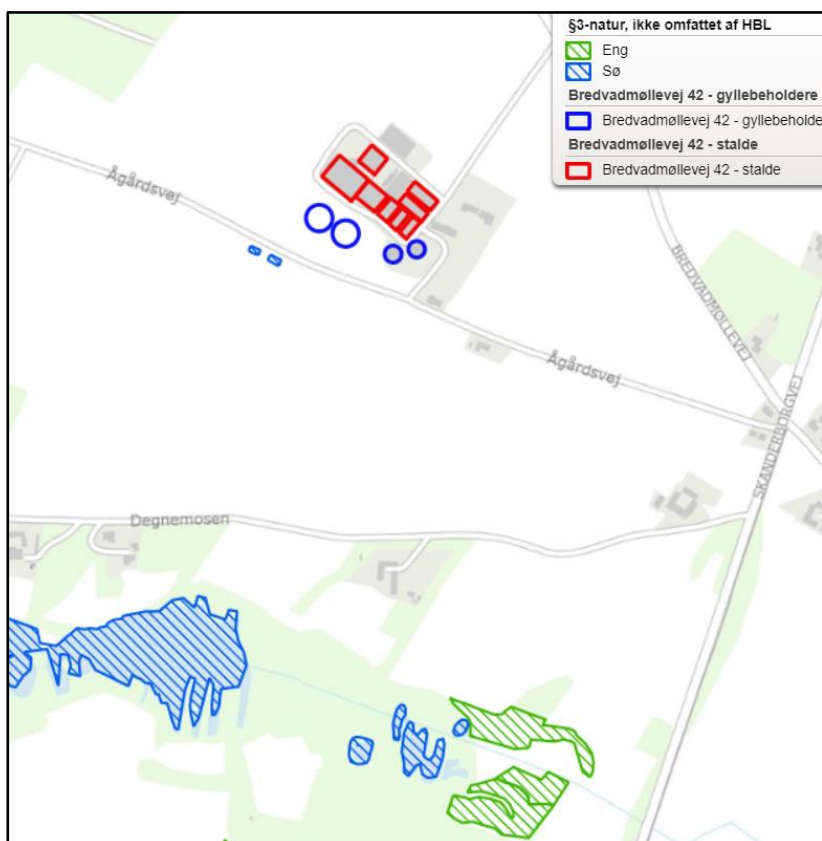 §3-natur, ikke omfattet af HBL
Eng
Sø
Bredvadmøllevej 42 - gyllebeholdere
Bredvadmøllevej 42 - gyllebeholde
Bredvadmøllevej 42 - stalde
Bredvadmøllevej 42 - stalde
Ågårdsvej
BREDVADMØLLEVEJ
Ågårdsvej
SKANDERBORGVEJ
Degnemosen